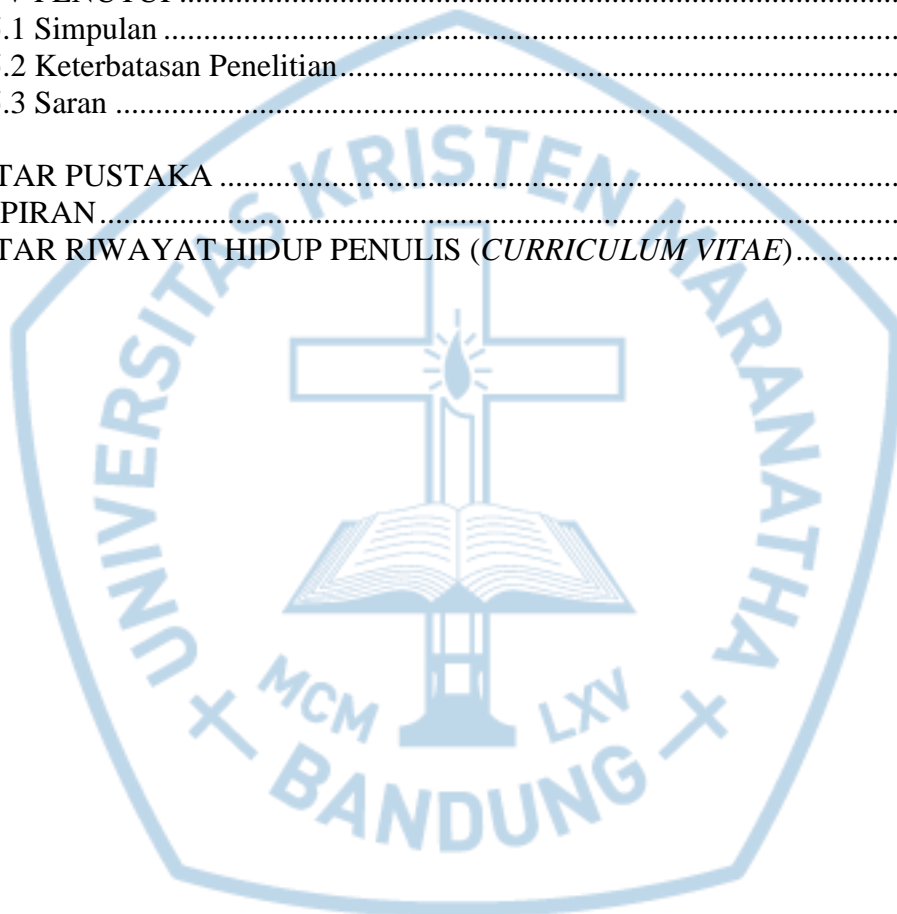 V PENUTUP ........................................................................................
.1 Simpulan ........................................................................................
.2 Keterbatasan Penelitian........................................................................
.3 Saran ........................................................................................
TAR PUSTAKA ........................................................................................
PIRAN........................................................................................
TAR RIWAYAT HIDUP PENULIS (CURRICULUM VITAE).............
UNIVERSITAS KRISTEN MARANATHA
MCM LXV
BANDUNG